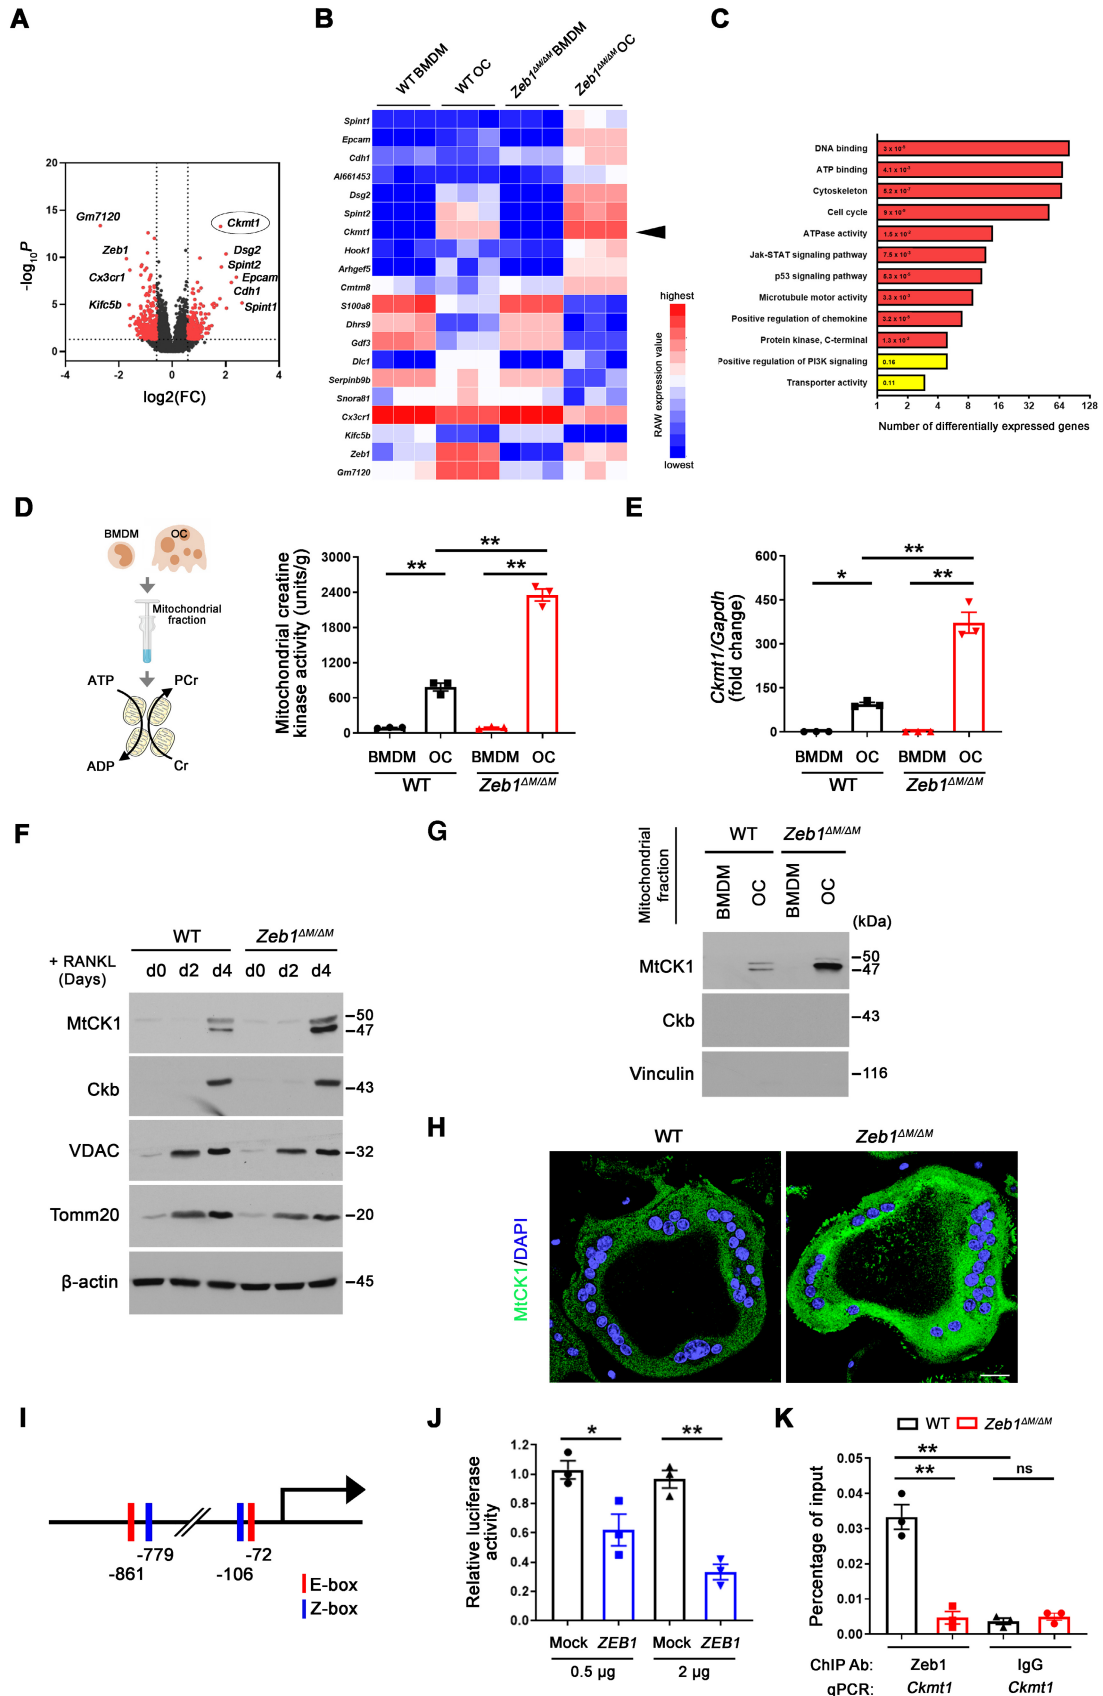 A
20
15
10
5
0
-log10P
-4
-2
0
2
4
log2(FC)
Gm7120
Ckmt1
Zeb1
Dsg2
Spint2
Cx3cr1
Epcam
Cdh1
Kifc5b
Spint1
B
WT BMDM
WT OC
Zeb1ΔM/ΔM BMDM
Zeb1ΔM/ΔM OC
Spint1
Epcam
Cdh1
AI661453
Dsg2
Spint2
Ckmt1
Hook1
Arhgef5
Cmtm8
S100a8
Dhrs9
Gdf3
Dlc1
Serpinb9b
Snora81
Cx3cr1
Kifc5b
Zeb1
Gm7120
highest
RAW expression value
lowest
C
DNA binding
ATP binding
Cytoskeleton
Cell cycle
ATPase activity
Jak-STAT signaling pathway
p53 signaling pathway
Microtubule motor activity
Positive regulation of chemokine
Protein kinase, C-terminal
Positive regulation of PI3K signaling
0.16
Transporter activity
0.11
1 2 4 8 16 32 64 128
Number of differentially expressed genes
D
BMDM
OC
Mitochondrial
fraction
ATP
PCr
ADP
Cr
Mitochondrial creatine
kinase activity (units/g)
3000
2400
1800
1200
600
0
**
**
**
BMDM OC BMDM OC
WT Zeb1ΔM/ΔM
E
Ckmt1/Gapdh
(fold change)
600
450
300
150
0
**
*
**
BMDM OC BMDM OC
WT Zeb1ΔM/ΔM
F
WT Zeb1ΔM/ΔM
+ RANKL
(Days)
d0 d2 d4 d0 d2 d4
MtCK1
50
47
Ckb
43
VDAC
32
Tomm20
20
β-actin
45
G
Mitochondrial
fraction
WT Zeb1ΔM/ΔM
BMDM
OC
BMDM
OC
(kDa)
MtCK1
50
47
Ckb
43
Vinculin
116
H
WT
Zeb1ΔM/ΔM
MtCK1/DAPI
I
-861
-779
-106
-72
E-box
Z-box
J
Relative luciferase
activity
1.2
1.0
0.8
0.6
0.4
0.2
0.0
*
**
Mock ZEB1 Mock ZEB1
0.5 µg 2 µg
K
WT Zeb1ΔM/ΔM
Percentage of input
0.05
0.04
0.03
0.02
0.01
0.00
**
**
ns
ChIP Ab: Zeb1 IgG
qPCR: Ckmt1 Ckmt1